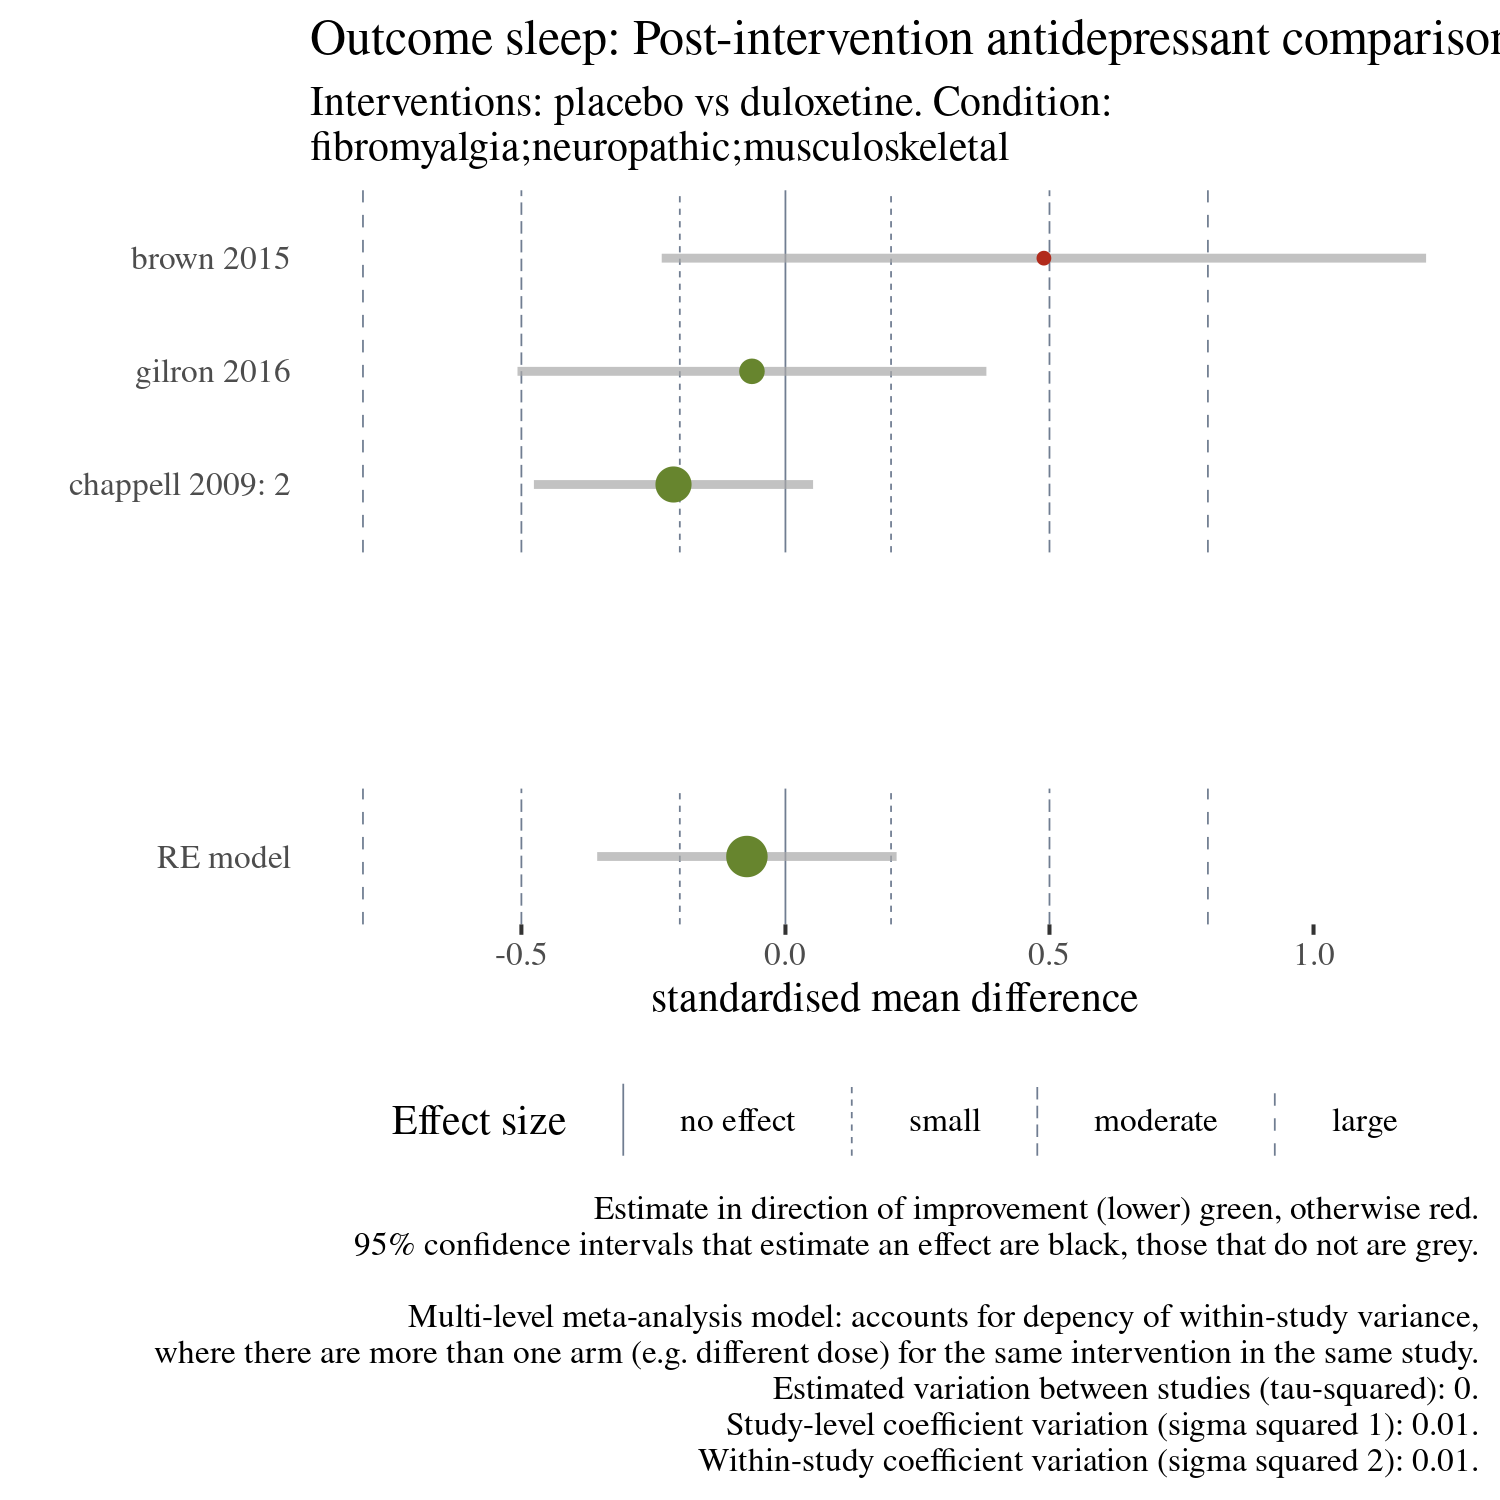 Outcome sleep: Post-intervention antidepressant comparison
Interventions: placebo vs duloxetine. Condition:
fibromyalgia;neuropathic;musculoskeletal
brown 2015
gilron 2016
chappell 2009: 2
RE model
-0.5 0.0 0.5 1.0
standardised mean difference
Effect size no effect small moderate large
Estimate in direction of improvement (lower) green, otherwise red.
95% confidence intervals that estimate an effect are black, those that do not are grey.
Multi-level meta-analysis model: accounts for depency of within-study variance,
where there are more than one arm (e.g. different dose) for the same intervention in the same study.
Estimated variation between studies (tau-squared): 0.
Study-level coefficient variation (sigma squared 1): 0.01.
Within-study coefficient variation (sigma squared 2): 0.01.